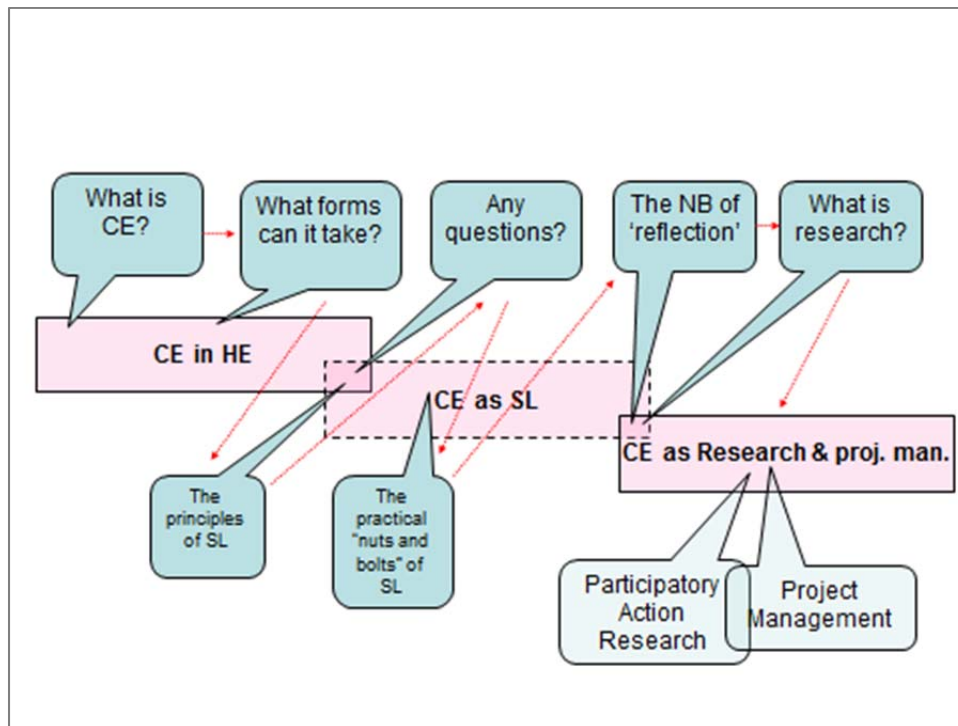 What is
CE?
What forms
can it take?
Any
questions?
The NB of
‘reflection’
What is
research?
CE in HE
CE as SL
CE as Research & proj. man.
The
principles
of SL
The
practical
"nuts and
bolts" of
SL
Participatory
Action
Research
Project
Management